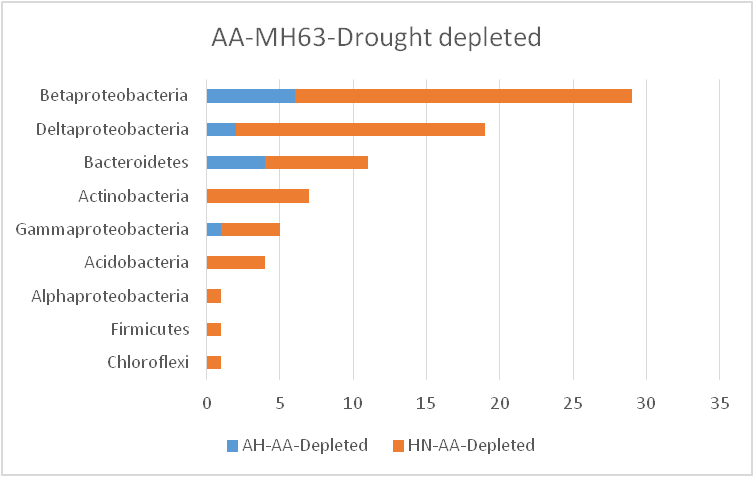 AA-MH63-Drought depleted
Betaproteobacteria
Deltaproteobacteria
Bacteroidetes
Actinobacteria
Gammaproteobacteria
Acidobacteria
Alphaproteobacteria
Firmicutes
Chloroflexi
0 5 10 15 20 25 30 35
AH-AA-Depleted HN-AA-Depleted